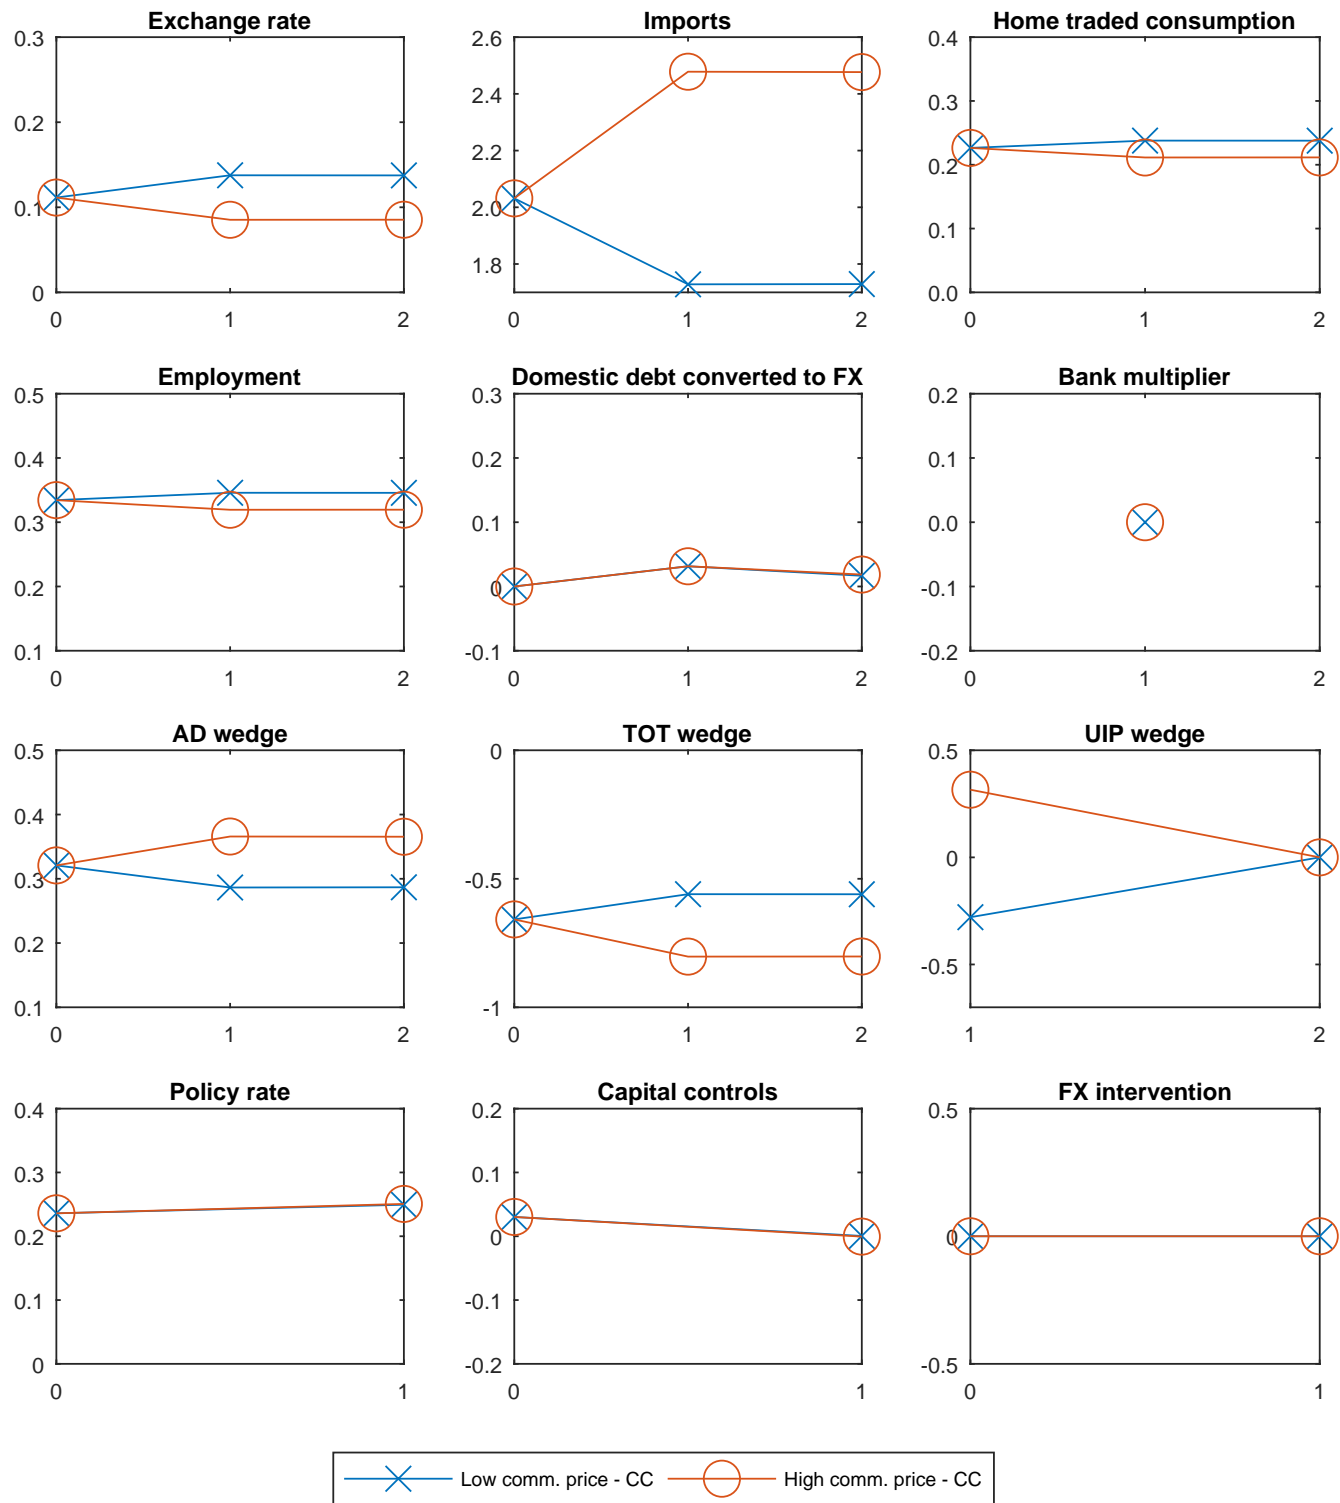 Exchange rate Imports Home traded consumption
0.3 2.6 0.4
2.4 0.3
0.2 2.2 0.2
0.1 2.0 0.1
0 1.8 0.0
0 1 2 0 1 2 0 1 2
Employment Domestic debt converted to FX Bank multiplier
0.5 0.3 0.2
0.4 0.2 0.1
0.3 0.1 0.0
0.2 0 -0.1
0.1 -0.1 -0.2
0 1 2 0 1 2 0 1 2
AD wedge TOT wedge UIP wedge
0.5 0 0.5
0.4 0
0.3 -0.5
0.2 -0.5
0.1 -1
0 1 2 0 1 2 1 2
Policy rate Capital controls FX intervention
0.4 0.2 0.5
0.3 0.1
0.2 0 0
0.1 -0.1
0 -0.2 -0.5
0 1 0 1 0 1
Low comm. price - CC High comm. price - CC